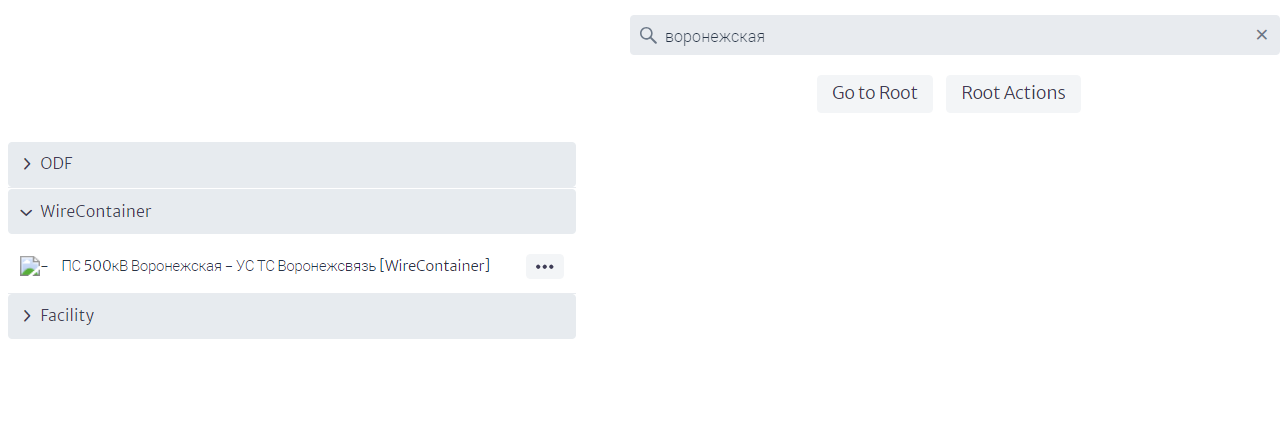 воронежская
Go to Root Root Actions
ODF
WireContainer
– ПС 500кВ Воронежская – УС ТС Воронежсвязь [WireContainer]
Facility